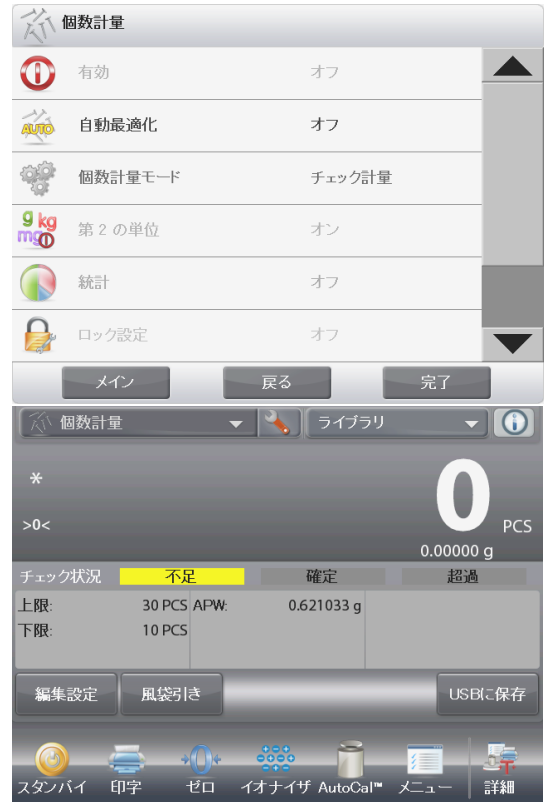 個数計量
有効 オフ
AUTO 自動最適化 オフ
個数計量モード チェック計量
g kg mg 第 2 の単位 オン
統計 オフ
ロック設定 オフ
メイン 戻る 完了
個数計量 ライブラリ
*
0
>0< PCS
0.00000 g
チェック状況 不足 確定 超過
上限: 30 PCS APW: 0.621033 g
下限: 10 PCS
編集設定 風袋引き USBに保存
スタンバイ 印字 →0← ゼロ イオナイザ AutoCal™ メニュー 詳細